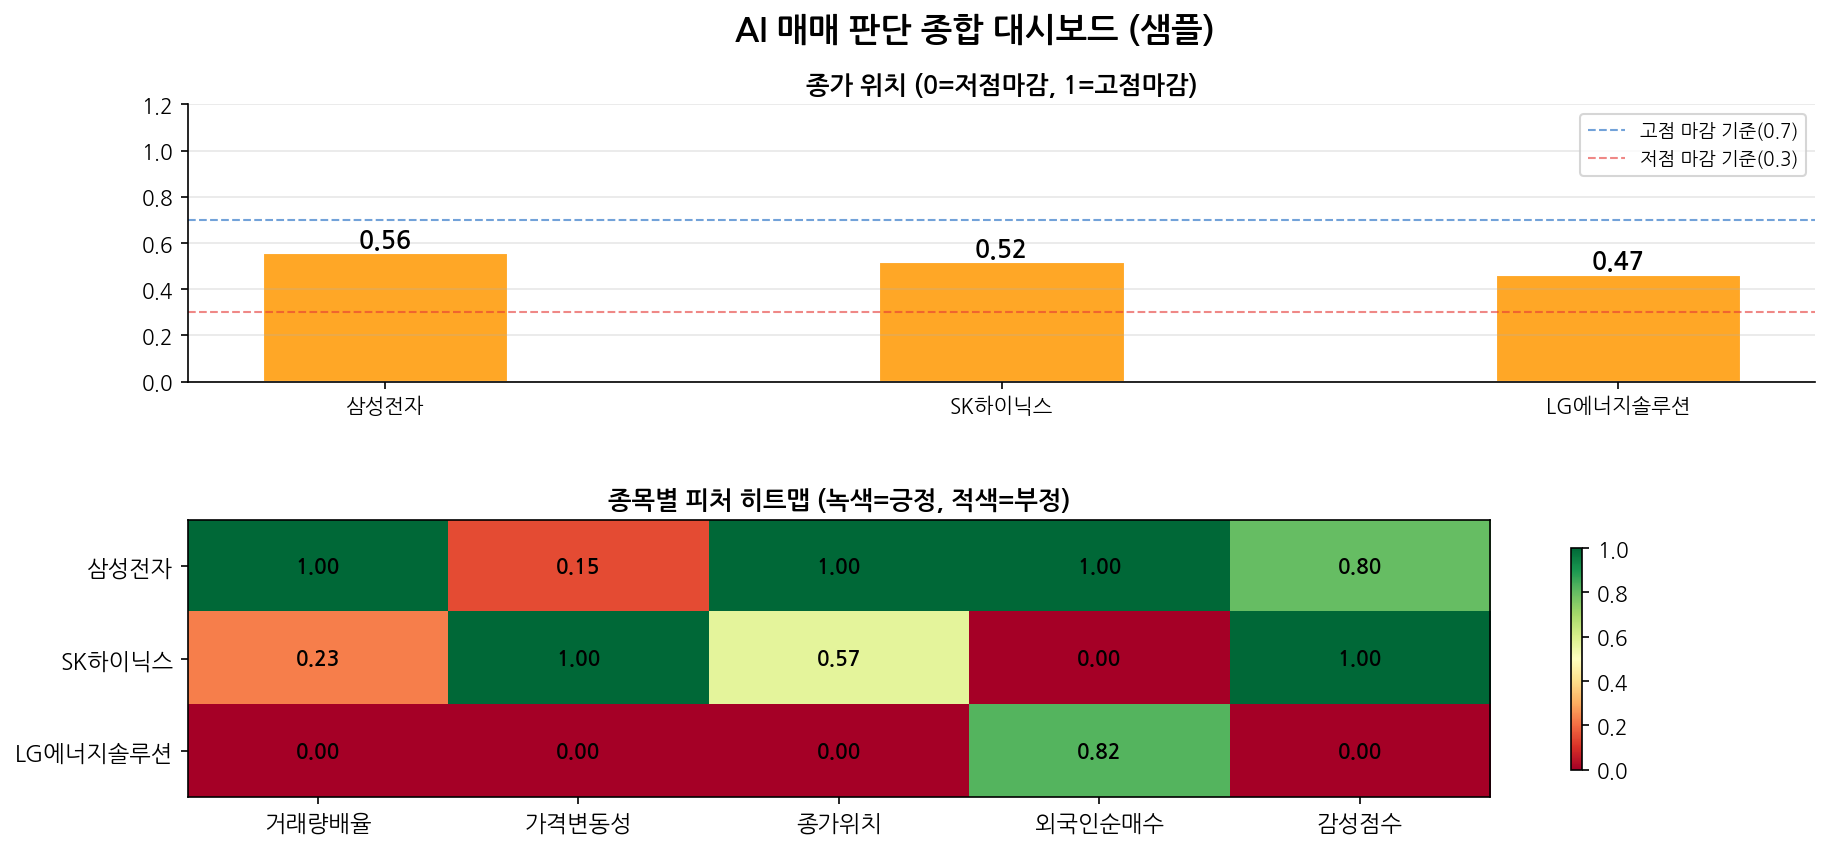 AI 매매 판단 종합 대시보드 (샘플)
종가 위치 (0=저점마감, 1=고점마감)
1.2
1.0
0.8
0.6
0.4
0.2
0.0
고점 마감 기준(0.7)
저점 마감 기준(0.3)
0.56
0.52
0.47
삼성전자
SK하이닉스
LG에너지솔루션
종목별 피처 히트맵 (녹색=긍정, 적색=부정)
삼성전자
1.00 0.15 1.00 1.00 0.80
SK하이닉스
0.23 1.00 0.57 0.00 1.00
LG에너지솔루션
0.00 0.00 0.00 0.82 0.00
거래량배율 가격변동성 종가위치 외국인순매수 감성점수
1.0
0.8
0.6
0.4
0.2
0.0